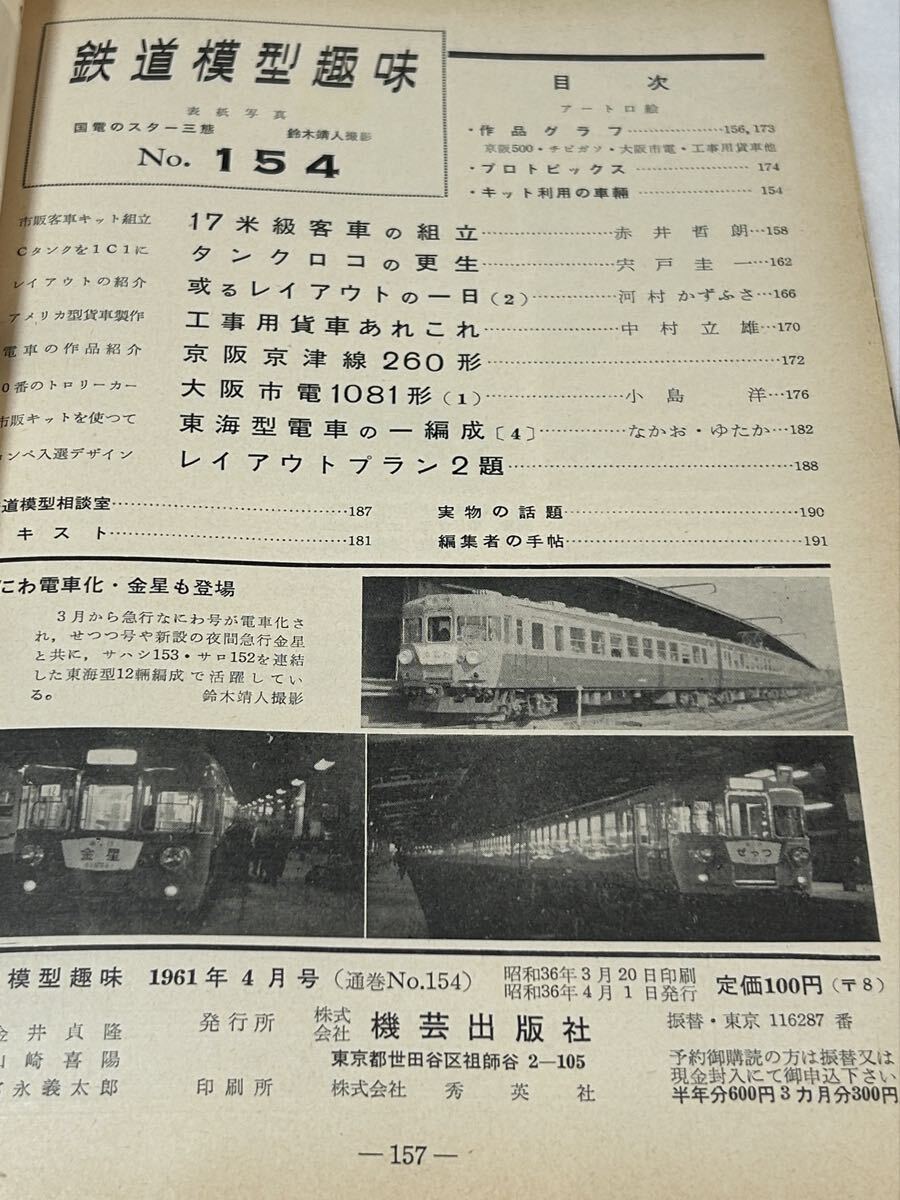 鉄道模型趣味
表紙写真
国電のスター三態 鈴木靖人撮影
No. 154
目次
アート口絵
・作品グラフ…………………156,173
京阪500・チビガソ・大阪市電・工事用貨車他
・プロトピックス…………………174
・キット利用の車輛…………………154
市販客車キット組立 17米級客車の組立…………………赤井哲朗…158
Cタンクを1C1に タンクロコの更生…………………宍戸圭一…162
レイアウトの紹介 或るレイアウトの一日(2)…………河村かずふさ…166
アメリカ型貨車製作 工事用貨車あれこれ…………………中村立雄…170
電車の作品紹介 京阪京津線260形…………………172
0番のトロリーカー 大阪市電1081形(1)…………………小島洋…176
市販キットを使つて 東海型電車の一編成〔4〕…………なかお・ゆたか…182
コンペ入選デザイン レイアウトプラン2題…………………188
道模型相談室…………………187
キスト…………………181
実物の話題…………………190
編集者の手帖…………………191
にわ電車化・金星も登場
3月から急行なにわ号が電車化さ
れ,せつつ号や新設の夜間急行金星
と共に,サハシ153・サロ152を連結
した東海型12輛編成で活躍してい
る。 鈴木靖人撮影
なにわ
金星
せっつ
模型趣味 1961年4月号(通巻No.154) 昭和36年3月20日印刷
昭和36年4月1日発行 定価100円(〒8)
金井貞隆
山崎喜陽
永義太郎
発行所 株式会社 機芸出版社
東京都世田谷区祖師谷 2—105
印刷所 株式会社 秀英社
振替・東京 116287 番
予約御購読の方は振替又は
現金封入にて御申込下さい
半年分600円3カ月分300円
—157—